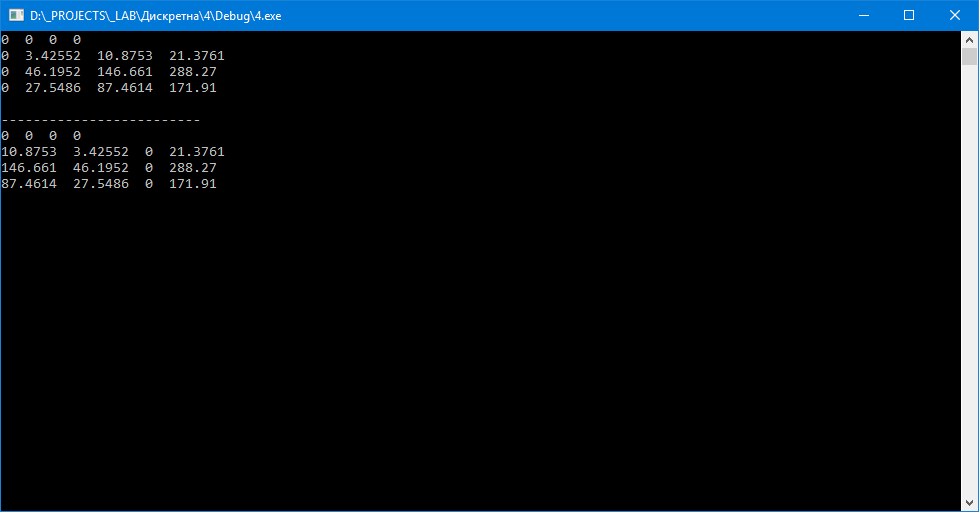 D:\_PROJECTS\_LAB\Дискретна\4\Debug\4.exe
0  0  0  0
0  3.42552  10.8753  21.3761
0  46.1952  146.661  288.27
0  27.5486  87.4614  171.91
-------------------------
0  0  0  0
10.8753  3.42552  0  21.3761
146.661  46.1952  0  288.27
87.4614  27.5486  0  171.91